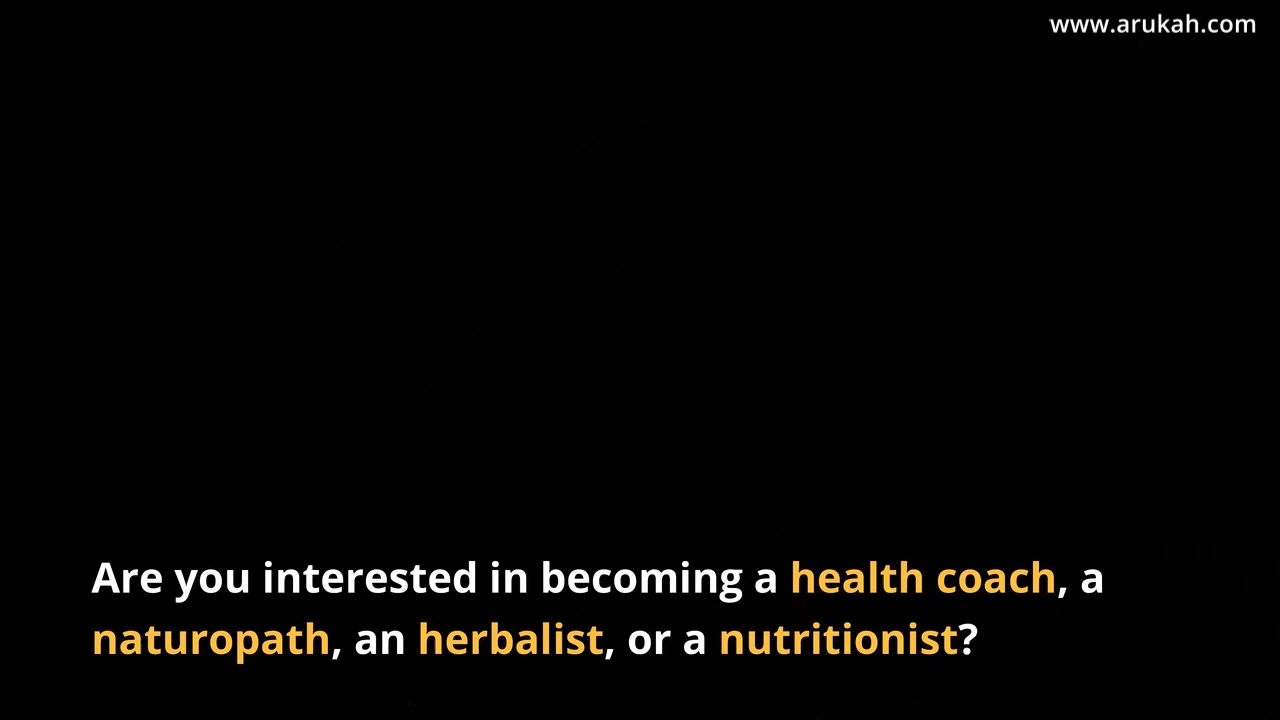 www.arukah.com
Are you interested in becoming a health coach, a
naturopath, an herbalist, or a nutritionist?